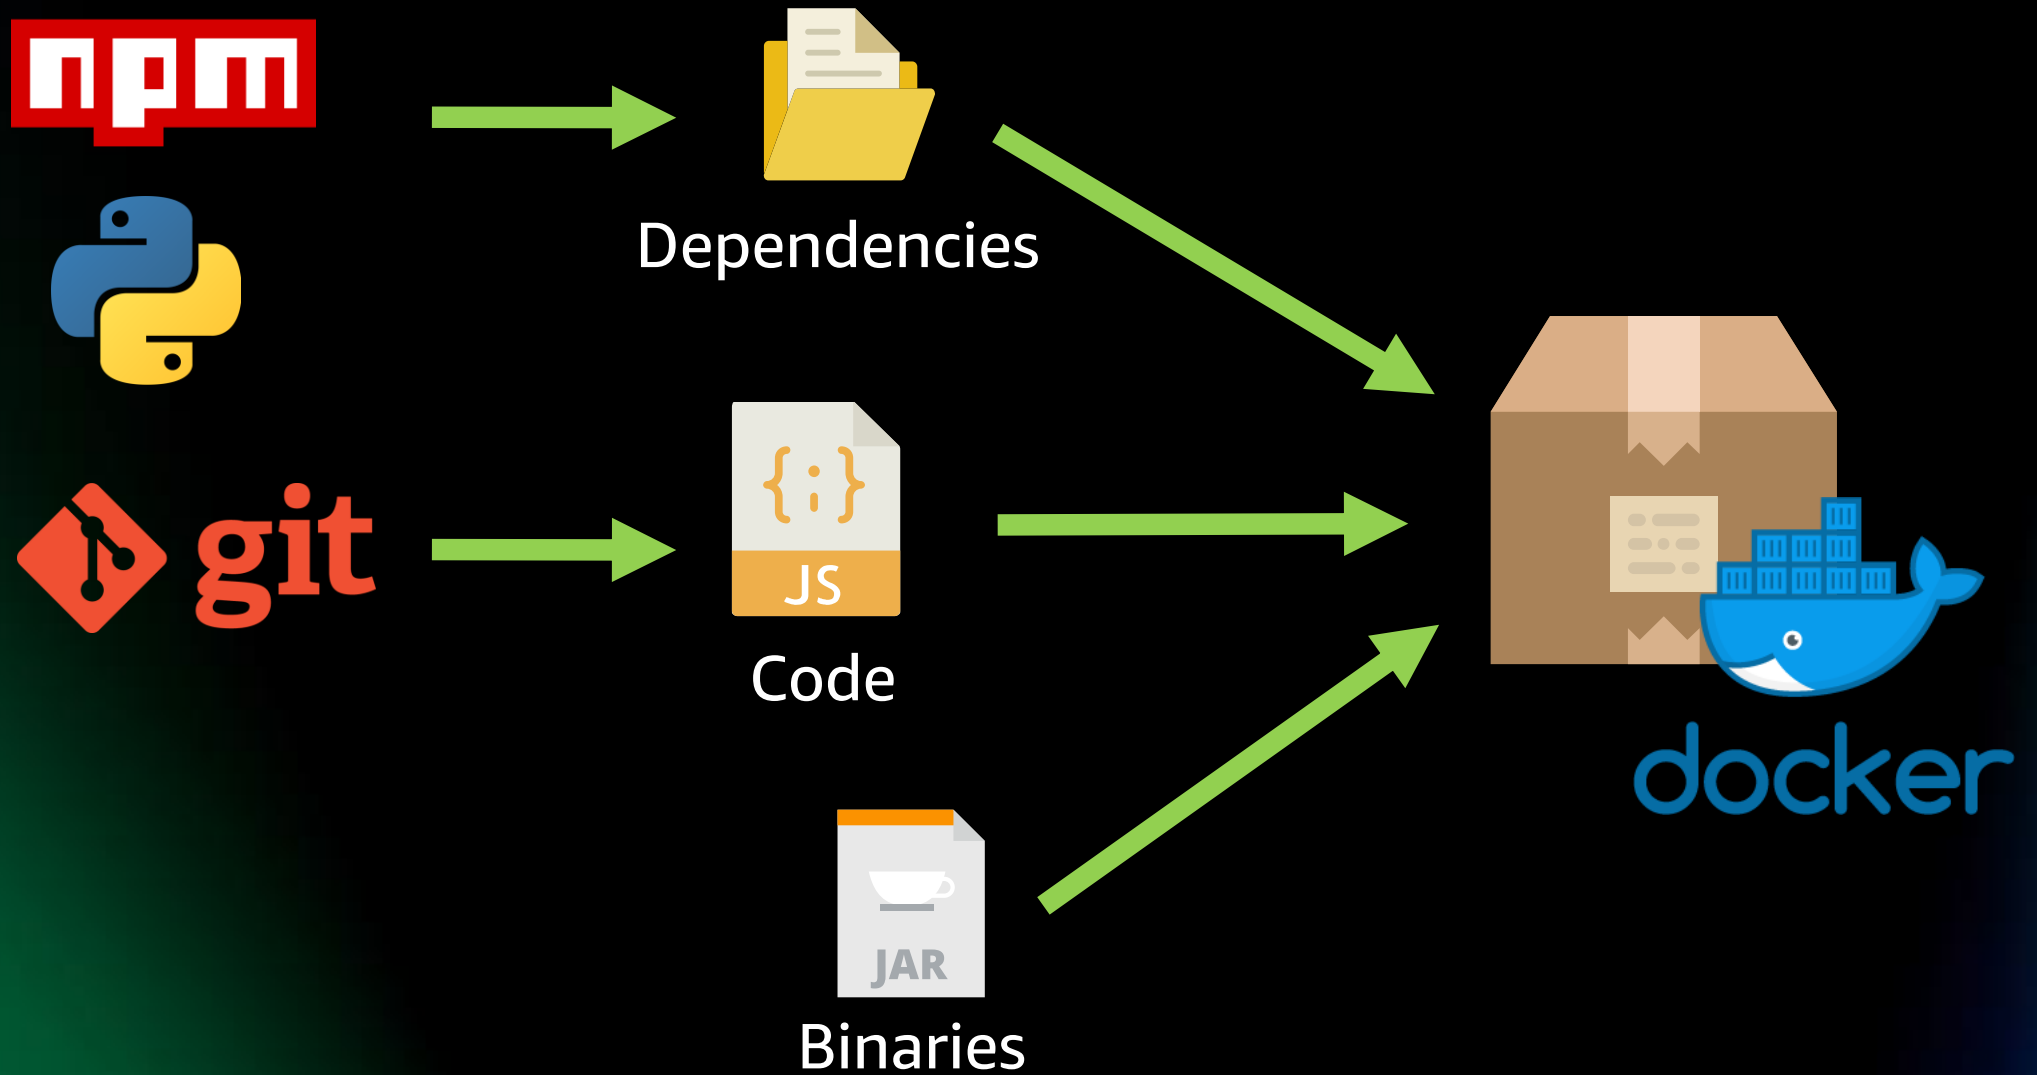 npm
Dependencies
git
JS
Code
docker
JAR
Binaries